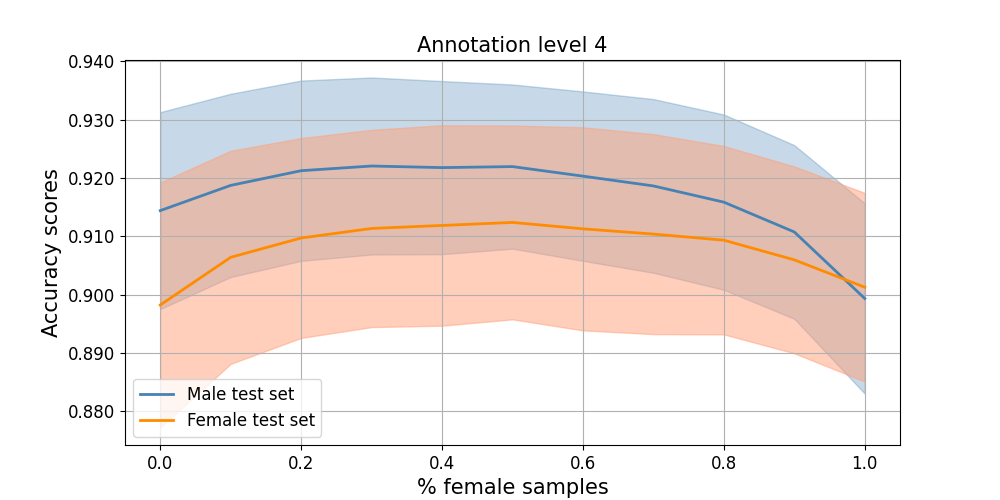 Annotation level 4
Accuracy scores
0.940
0.930
0.920
0.910
0.900
0.890
0.880
Male test set
Female test set
0.0 0.2 0.4 0.6 0.8 1.0
% female samples